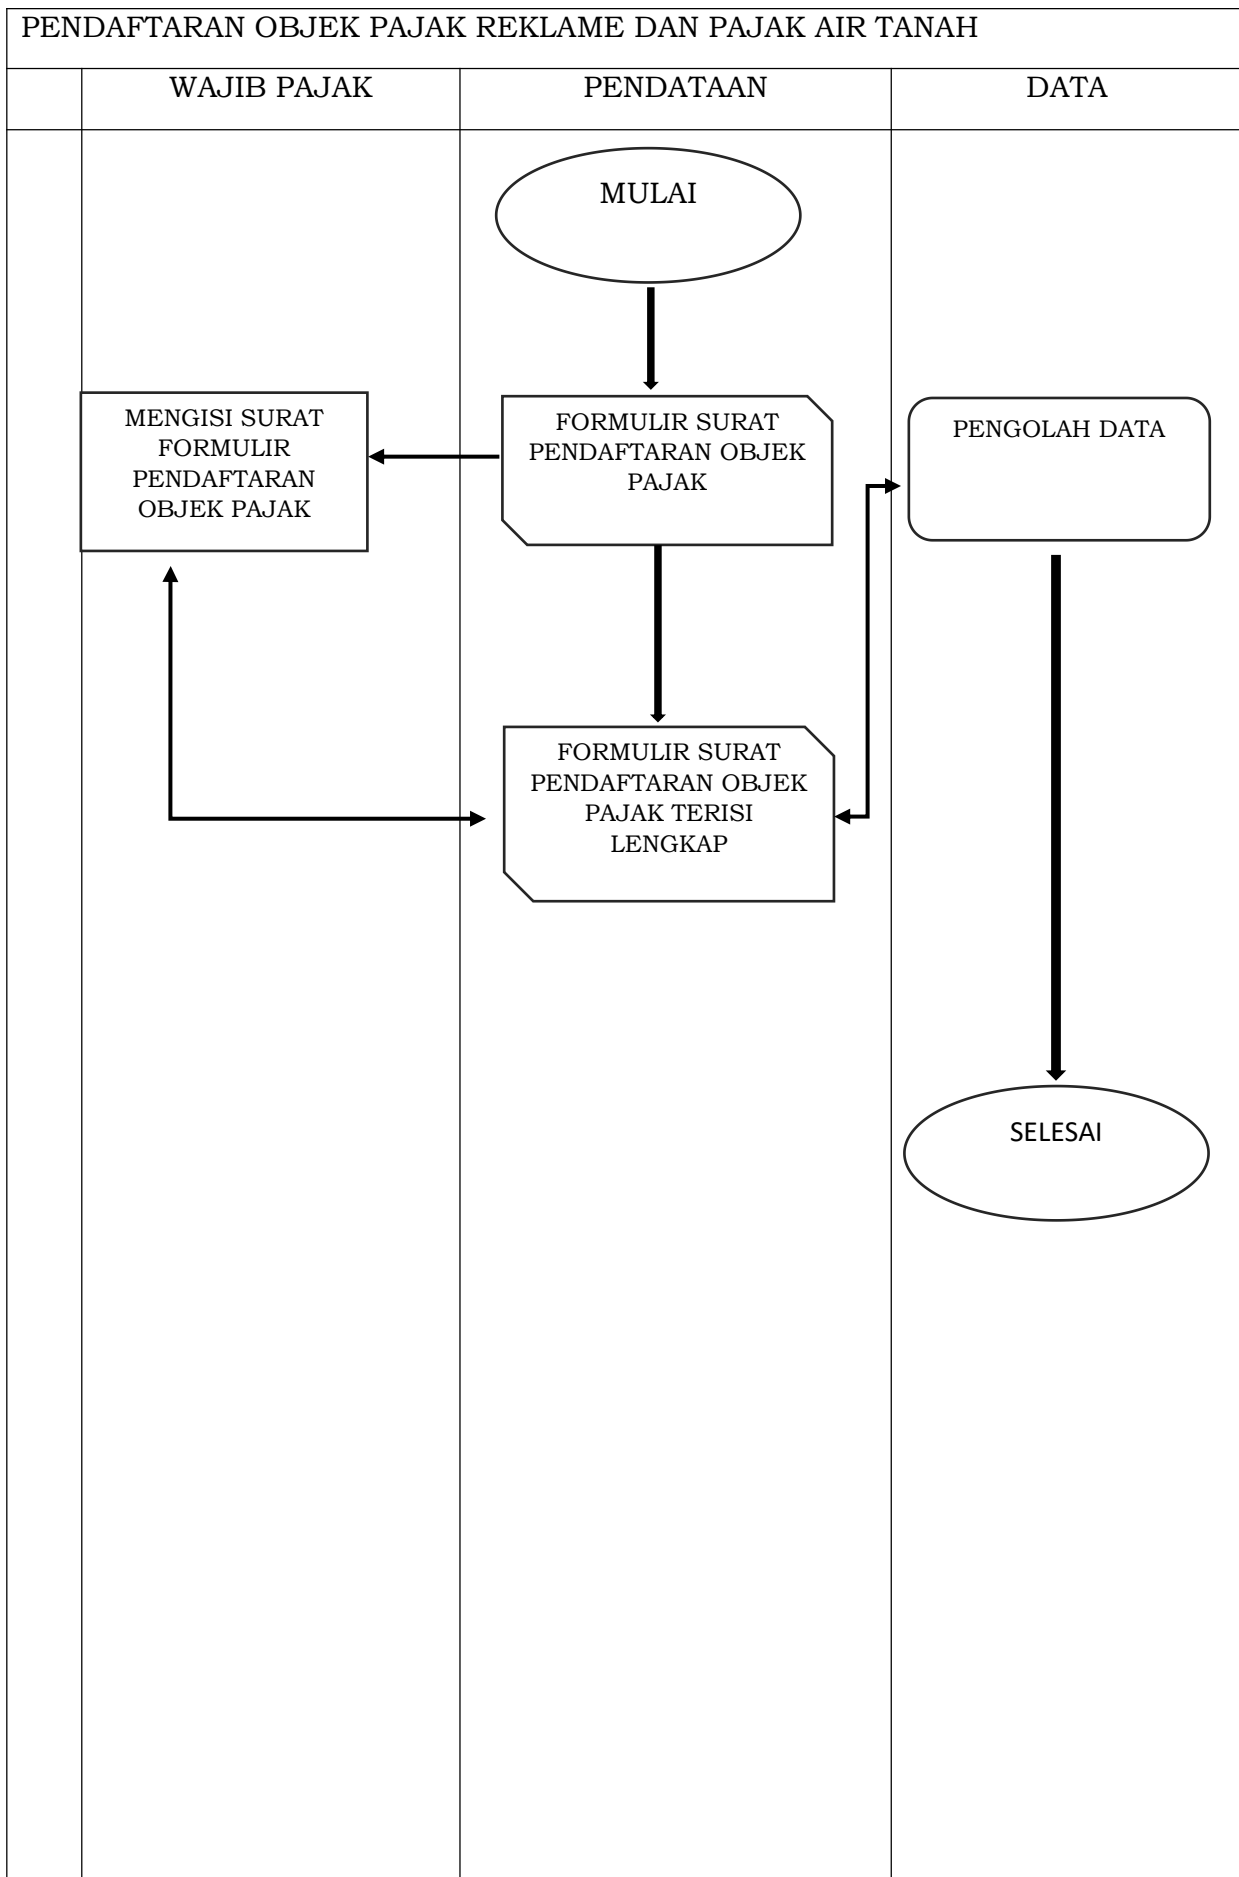 PENDAFTARAN OBJEK PAJAK REKLAME DAN PAJAK AIR TANAH
WAJIB PAJAK
PENDATAAN
DATA
MULAI
MENGISI SURAT
FORMULIR
PENDAFTARAN
OBJEK PAJAK
FORMULIR SURAT
PENDAFTARAN OBJEK
PAJAK
PENGOLAH DATA
FORMULIR SURAT
PENDAFTARAN OBJEK
PAJAK TERISI
LENGKAP
SELESAI